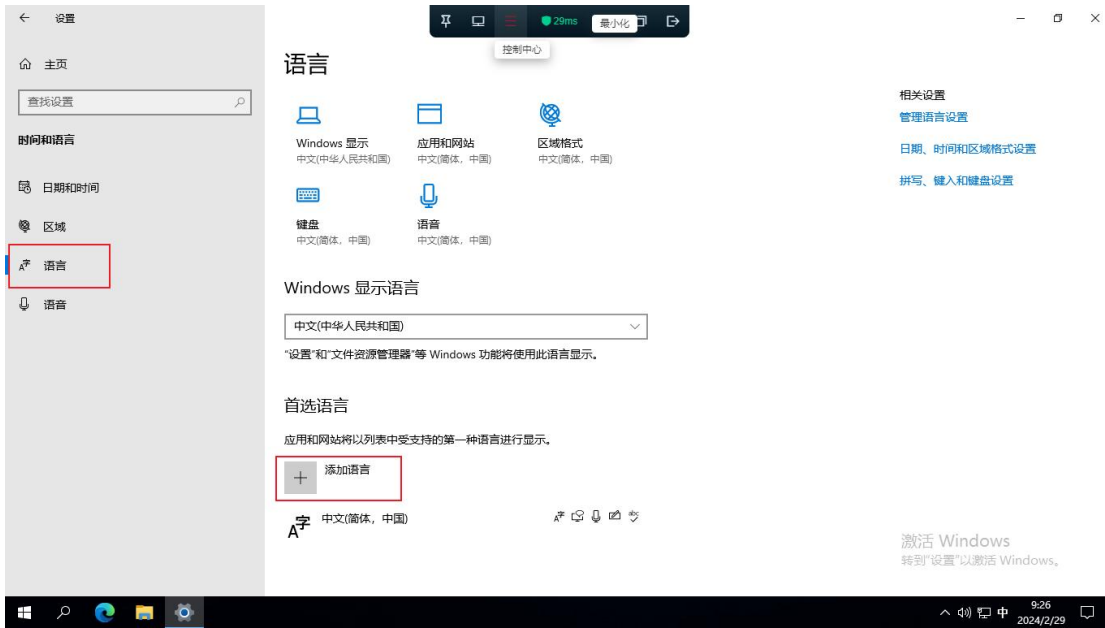 设置
29ms
最小化
控制中心
主页
查找设置
时间和语言
日期和时间
区域
语言
语音
语言
Windows 显示
中文(中华人民共和国)
应用和网站
中文(简体，中国)
区域格式
中文(简体，中国)
键盘
中文(简体，中国)
语音
中文(简体，中国)
Windows 显示语言
中文(中华人民共和国)
“设置”和“文件资源管理器”等 Windows 功能将使用此语言显示。
首选语言
应用和网站将以列表中受支持的第一种语言进行显示。
添加语言
A字 中文(简体，中国)
相关设置
管理语言设置
日期、时间和区域格式设置
拼写、键入和键盘设置
激活 Windows
转到“设置”以激活 Windows。
中
9:26
2024/2/29